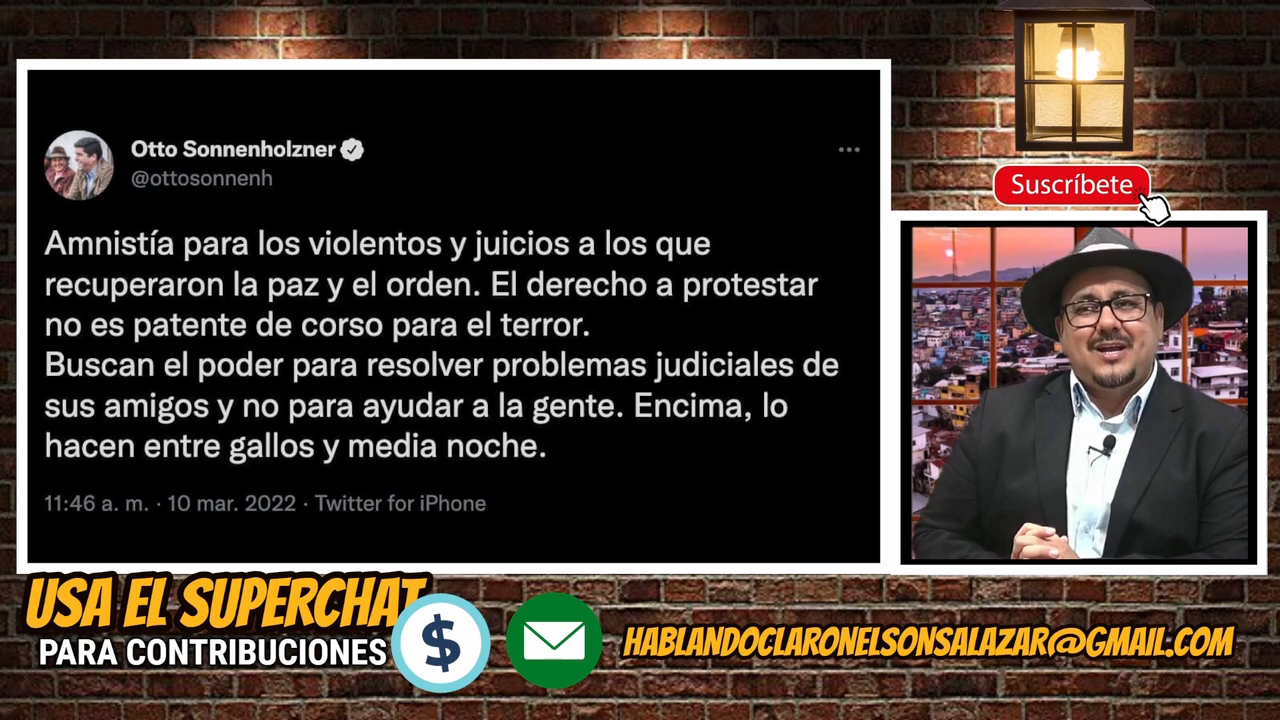 Otto Sonnenholzner
@ottosonnenh
Amnistía para los violentos y juicios a los que
recuperaron la paz y el orden. El derecho a protestar
no es patente de corso para el terror.
Buscan el poder para resolver problemas judiciales de
sus amigos y no para ayudar a la gente. Encima, lo
hacen entre gallos y media noche.
11:46 a. m. · 10 mar. 2022 · Twitter for iPhone
Suscríbete
USA EL SUPERCHAT
PARA CONTRIBUCIONES
$
HABLANDOCLARONELSONSALAZAR@GMAIL.COM